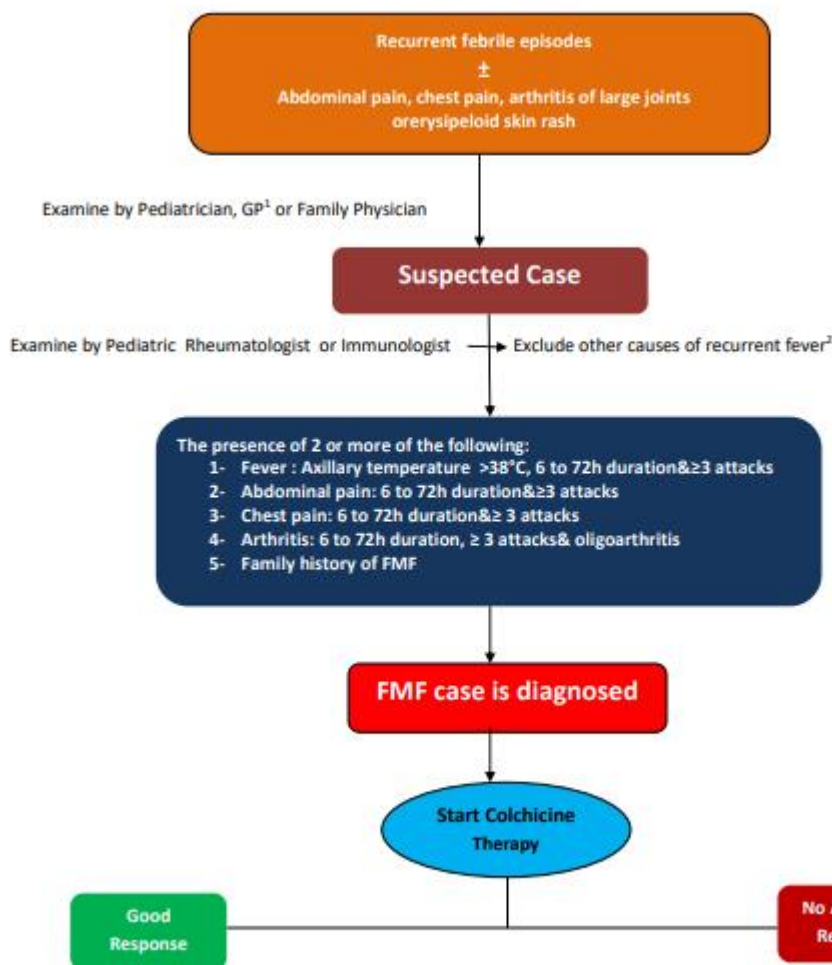 Recurrent febrile episodes
±
Abdominal pain, chest pain, arthritis of large joints
orerysipeloid skin rash
Examine by Pediatrician, GP¹ or Family Physician
Suspected Case
Examine by Pediatric Rheumatologist or Immunologist
Exclude other causes of recurrent fever²
The presence of 2 or more of the following:
1- Fever : Axillary temperature >38°C, 6 to 72h duration&≥3 attacks
2- Abdominal pain: 6 to 72h duration&≥3 attacks
3- Chest pain: 6 to 72h duration&≥ 3 attacks
4- Arthritis: 6 to 72h duration, ≥ 3 attacks& oligoarthritis
5- Family history of FMF
FMF case is diagnosed
Start Colchicine
Therapy
Good
Response
No